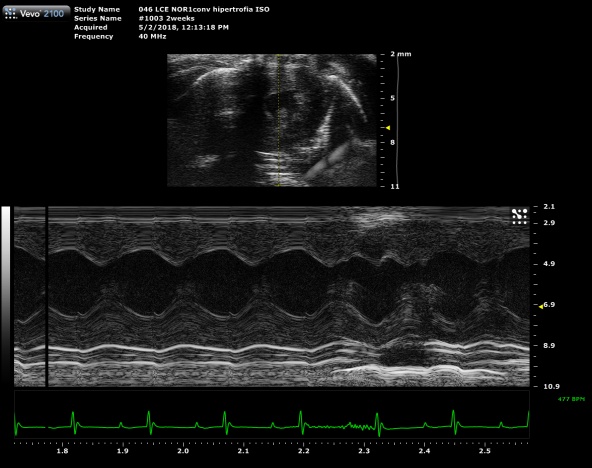 Vevo 2100
Study Name 046 LCE NOR1conv hipertrofia ISO
Series Name #1003 2weeks
Acquired 5/2/2018, 12:13:18 PM
Frequency 40 MHz
2 mm
5
8
11
2.1
2.9
4.9
6.9
8.9
10.9
477 BPM
1.8 1.9 2.0 2.1 2.2 2.3 2.4 2.5